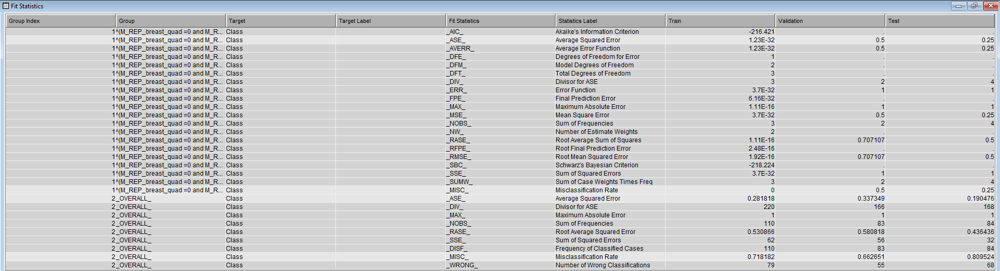 Fit Statistics
Group Index Group Target Target Label Fit Statistics Statistics Label Train Validation Test
1 ^(M_REP_breast_quad =0 and M_R... Class _AIC_ Akaike's Information Criterion -216.421 . .
1 ^(M_REP_breast_quad =0 and M_R... Class _ASE_ Average Squared Error 1.23E-32 0.5 0.25
1 ^(M_REP_breast_quad =0 and M_R... Class _AVERR_ Average Error Function 1.23E-32 0.5 0.25
1 ^(M_REP_breast_quad =0 and M_R... Class _DFE_ Degrees of Freedom for Error 1 . .
1 ^(M_REP_breast_quad =0 and M_R... Class _DFM_ Model Degrees of Freedom 2 . .
1 ^(M_REP_breast_quad =0 and M_R... Class _DFT_ Total Degrees of Freedom 3 . .
1 ^(M_REP_breast_quad =0 and M_R... Class _DIV_ Divisor for ASE 3 2 4
1 ^(M_REP_breast_quad =0 and M_R... Class _ERR_ Error Function 3.7E-32 1 1
1 ^(M_REP_breast_quad =0 and M_R... Class _FPE_ Final Prediction Error 6.16E-32 . .
1 ^(M_REP_breast_quad =0 and M_R... Class _MAX_ Maximum Absolute Error 1.11E-16 1 1
1 ^(M_REP_breast_quad =0 and M_R... Class _MSE_ Mean Square Error 3.7E-32 0.5 0.25
1 ^(M_REP_breast_quad =0 and M_R... Class _NOBS_ Sum of Frequencies 3 2 4
1 ^(M_REP_breast_quad =0 and M_R... Class _NW_ Number of Estimate Weights 2 . .
1 ^(M_REP_breast_quad =0 and M_R... Class _RASE_ Root Average Sum of Squares 1.11E-16 0.707107 0.5
1 ^(M_REP_breast_quad =0 and M_R... Class _RFPE_ Root Final Prediction Error 2.48E-16 . .
1 ^(M_REP_breast_quad =0 and M_R... Class _RMSE_ Root Mean Squared Error 1.92E-16 0.707107 0.5
1 ^(M_REP_breast_quad =0 and M_R... Class _SBC_ Schwarz's Bayesian Criterion -218.224 . .
1 ^(M_REP_breast_quad =0 and M_R... Class _SSE_ Sum of Squared Errors 3.7E-32 1 1
1 ^(M_REP_breast_quad =0 and M_R... Class _SUMW_ Sum of Case Weights Times Freq 3 2 4
1 ^(M_REP_breast_quad =0 and M_R... Class _MISC_ Misclassification Rate 0 0.5 0.25
2 _OVERALL_ Class _ASE_ Average Squared Error 0.281818 0.337349 0.190476
2 _OVERALL_ Class _DIV_ Divisor for ASE 220 166 168
2 _OVERALL_ Class _MAX_ Maximum Absolute Error 1 1 1
2 _OVERALL_ Class _NOBS_ Sum of Frequencies 110 83 84
2 _OVERALL_ Class _RASE_ Root Average Squared Error 0.530866 0.580818 0.436436
2 _OVERALL_ Class _SSE_ Sum of Squared Errors 62 56 32
2 _OVERALL_ Class _DISF_ Frequency of Classified Cases 110 83 84
2 _OVERALL_ Class _MISC_ Misclassification Rate 0.718182 0.662651 0.809524
2 _OVERALL_ Class _WRONG_ Number of Wrong Classifications 79 55 68